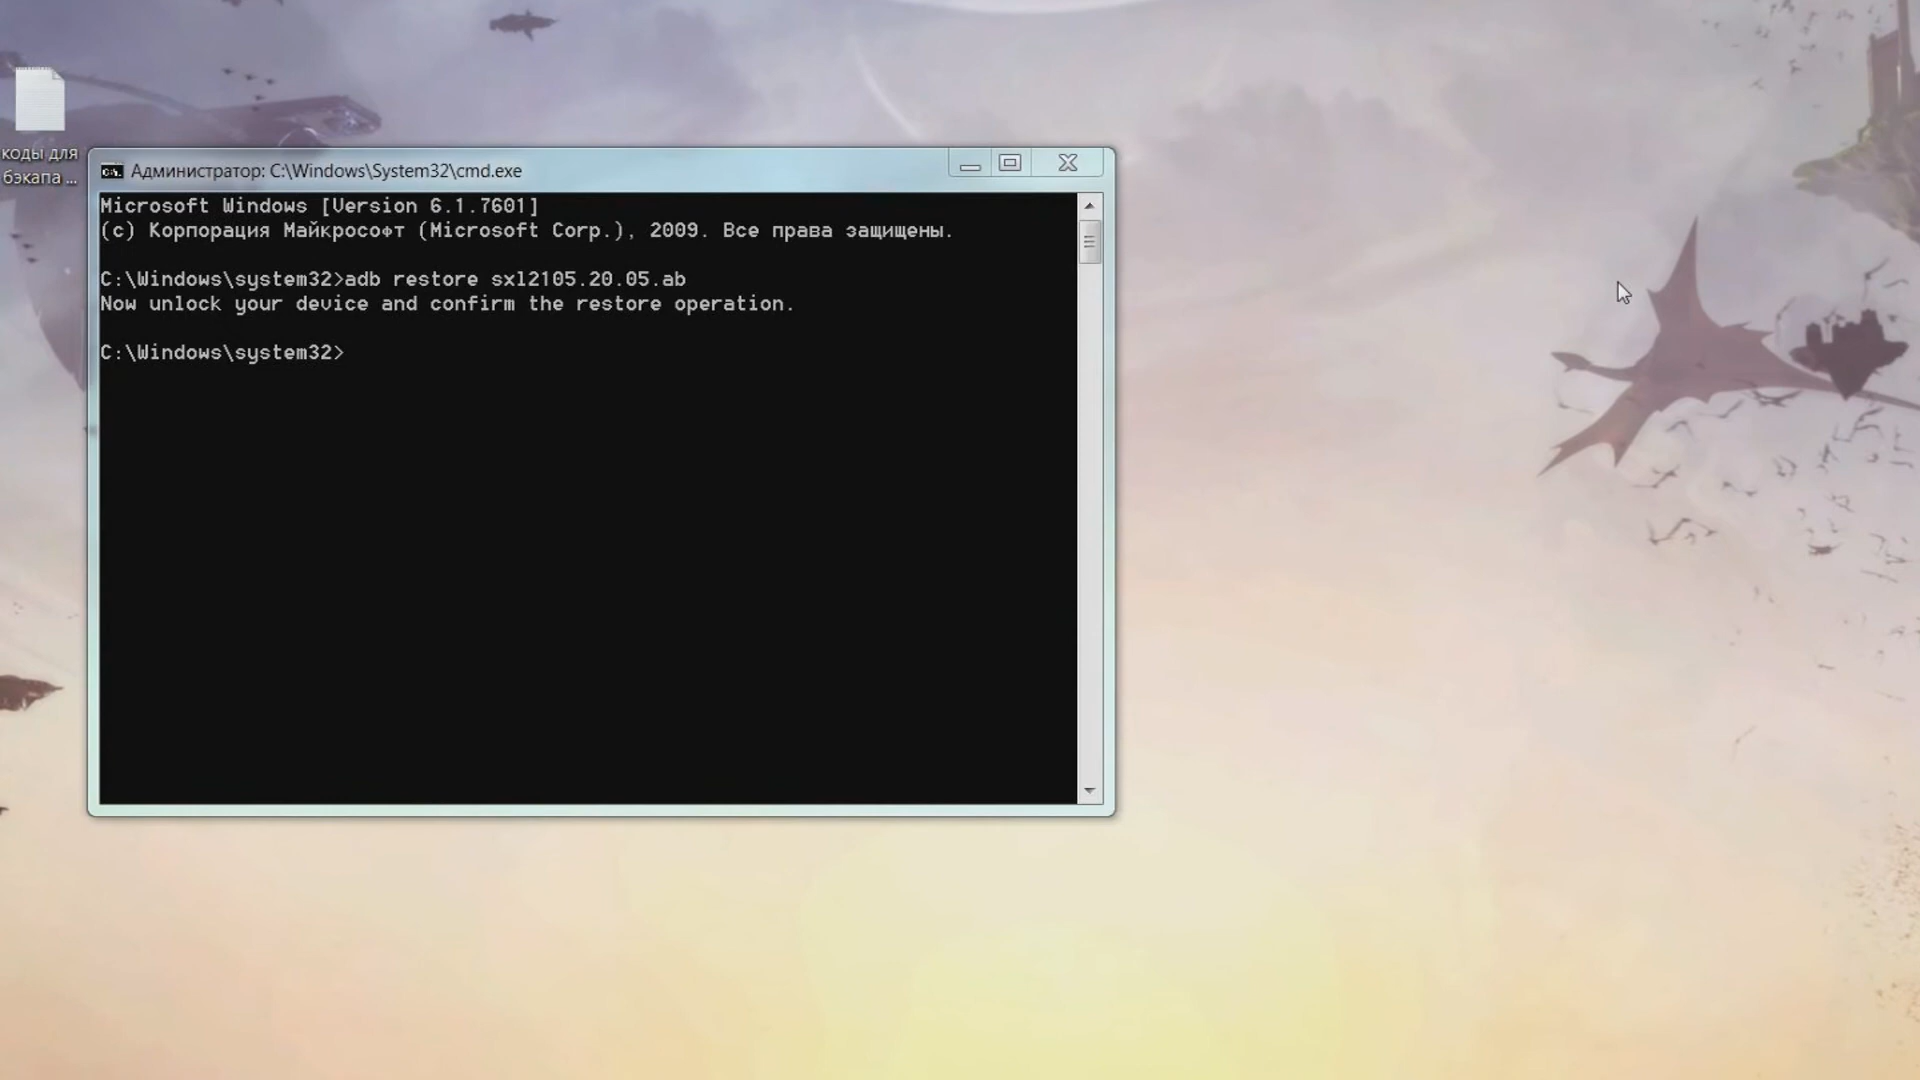 коды для
бэкапа ...
Администратор: C:\Windows\System32\cmd.exe
Microsoft Windows [Version 6.1.7601]
(c) Корпорация Майкрософт (Microsoft Corp.), 2009. Все права защищены.
C:\Windows\system32>adb restore sxl2105.20.05.ab
Now unlock your device and confirm the restore operation.
C:\Windows\system32>